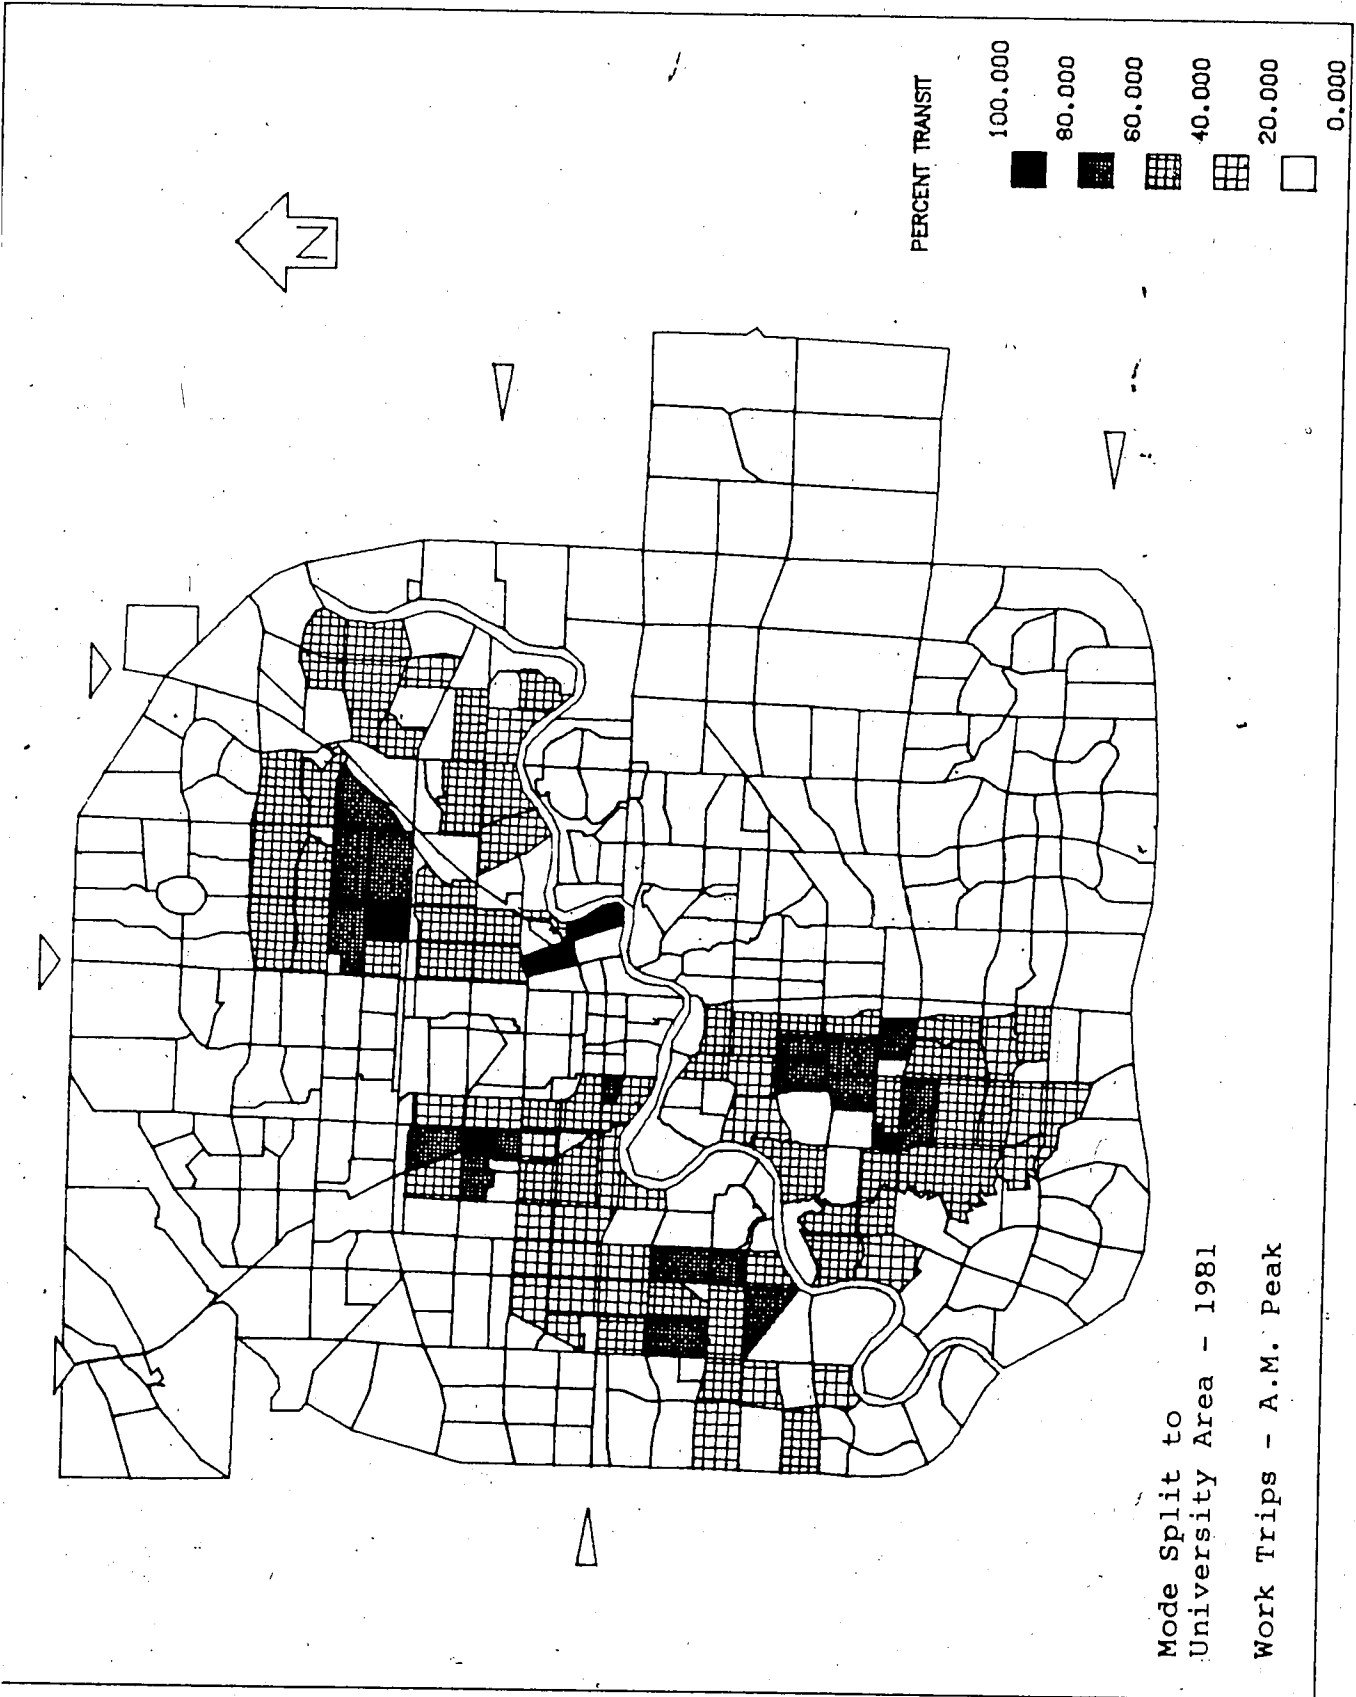 N
PERCENT TRANSIT
100.000
80.000
60.000
40.000
20.000
0.000
Mode Split to
University Area - 1981
Work Trips - A.M. Peak